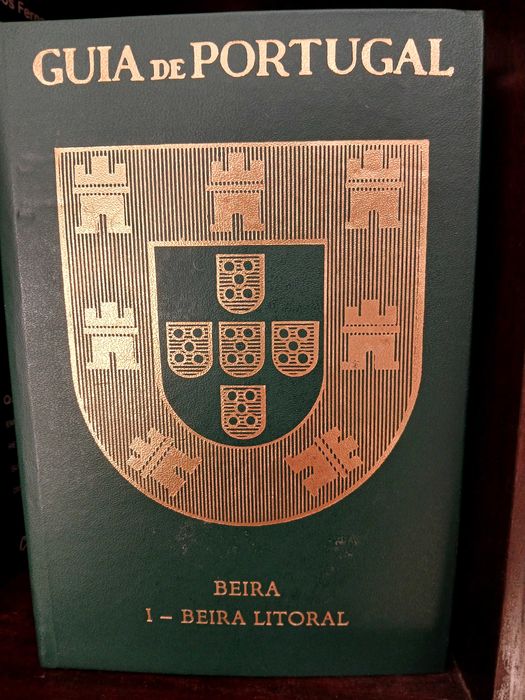 GUIA DE PORTUGAL
BEIRA
I – BEIRA LITORAL